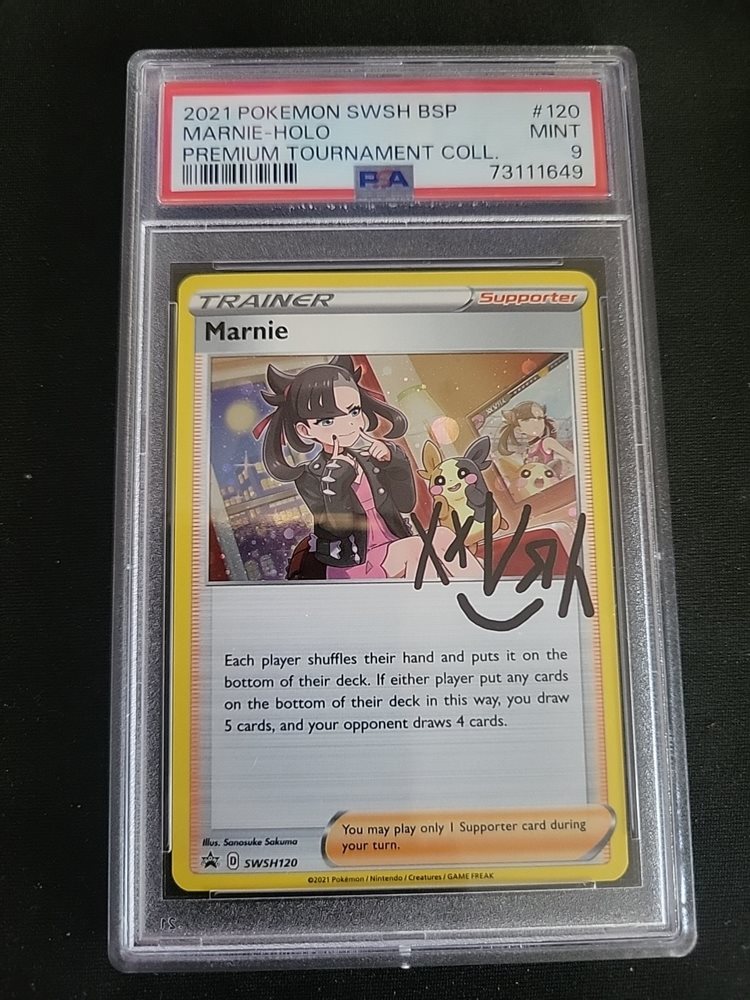 2021 POKEMON SWSH BSP #120
MARNIE-HOLO MINT
PREMIUM TOURNAMENT COLL. 9
PSA 73111649
TRAINER Supporter
Marnie
Each player shuffles their hand and puts it on the
bottom of their deck. If either player put any cards
on the bottom of their deck in this way, you draw
5 cards, and your opponent draws 4 cards.
You may play only 1 Supporter card during
your turn.
Illus. Sanosuke Sakuma
D SWSH120
©2021 Pokémon / Nintendo / Creatures / GAME FREAK